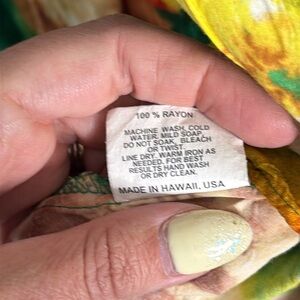 100 % RAYON
MACHINE WASH, COLD
WATER, MILD SOAP,
DO NOT SOAK, BLEACH
OR TWIST.
LINE DRY. WARM IRON AS
NEEDED. FOR BEST
RESULTS HAND WASH
OR DRY CLEAN.
MADE IN HAWAII, USA